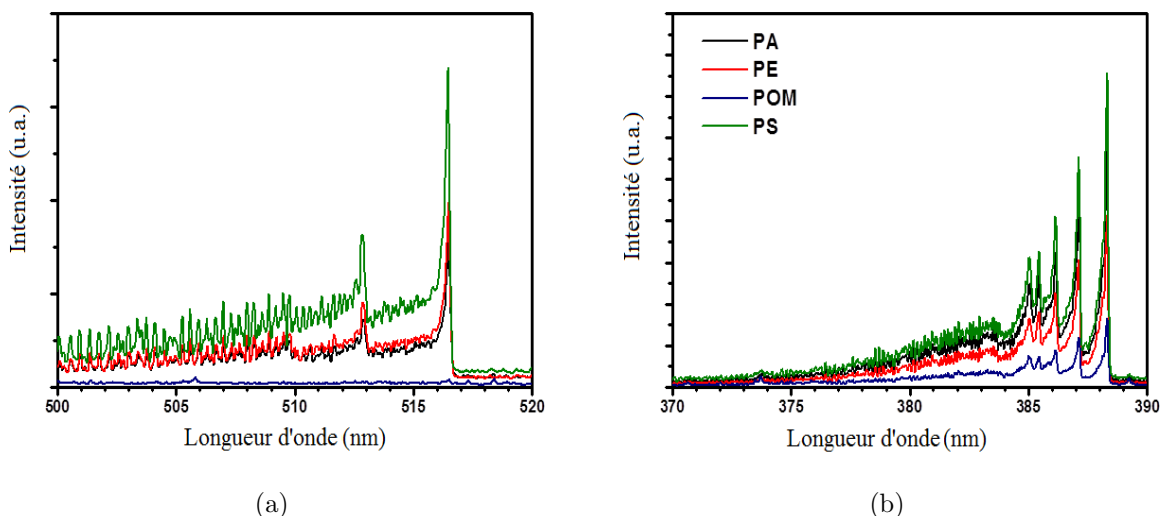 Intensité (u.a.)
500 505 510 515 520
Longueur d'onde (nm)
(a)
Intensité (u.a.)
PA
PE
POM
PS
370 375 380 385 390
Longueur d'onde (nm)
(b)